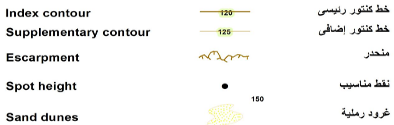 Index contour 120 خط كنتور رئيسى
Supplementary contour 125 خط كنتور إضافى
Escarpment منحدر
Spot height 150 نقط مناسيب
Sand dunes غرود رملية